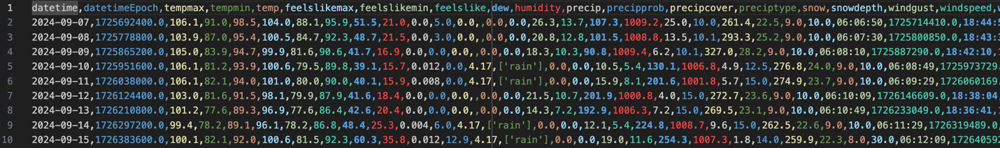 1 datetime,datetimeEpoch,tempmax,tempmin,temp,feelslikemax,feelslikemin,feelslike,dew,humidity,precip,precipprob,precipcover,preciptype,snow,snowdepth,windgust,windspeed,
2 2024-09-07,1725692400.0,106.1,91.0,98.5,104.0,88.1,95.9,51.5,21.0,0.0,5.0,0.0,,0.0,0.0,26.3,13.7,107.3,1009.2,25.0,10.0,261.4,22.5,9.0,10.0,06:06:50,1725714410.0,18:44:5
3 2024-09-08,1725778800.0,103.9,87.0,95.4,100.5,84.7,92.3,48.7,21.5,0.0,3.0,0.0,,0.0,0.0,20.8,12.8,101.5,1008.8,13.5,10.1,293.3,25.2,9.0,10.0,06:07:30,1725800850.0,18:43:3
4 2024-09-09,1725865200.0,105.0,83.9,94.7,99.9,81.6,90.6,41.7,16.9,0.0,0.0,0.0,,0.0,0.0,18.3,10.3,90.8,1009.4,6.2,10.1,327.0,28.2,9.0,10.0,06:08:10,1725887290.0,18:42:10,
5 2024-09-10,1725951600.0,106.1,81.2,93.9,100.6,79.5,89.8,39.1,15.7,0.012,0.0,4.17,['rain'],0.0,0.0,10.5,5.4,130.1,1006.8,4.9,12.5,276.8,24.0,9.0,10.0,06:08:49,1725973729.
6 2024-09-11,1726038000.0,106.1,82.1,94.0,101.0,80.0,90.0,40.1,15.9,0.008,0.0,4.17,['rain'],0.0,0.0,15.9,8.1,201.6,1001.8,5.7,15.0,274.9,23.7,9.0,10.0,06:09:29,1726060169.
7 2024-09-12,1726124400.0,103.0,81.6,91.5,98.1,79.9,87.9,41.6,18.4,0.0,0.0,0.0,,0.0,0.0,21.5,10.7,201.9,1000.8,4.0,15.0,272.7,23.6,9.0,10.0,06:10:09,1726146609.0,18:38:04
8 2024-09-13,1726210800.0,101.2,77.6,89.3,96.9,77.6,86.4,42.6,20.4,0.0,0.0,0.0,,0.0,0.0,14.3,7.2,192.9,1006.3,7.2,15.0,269.5,23.1,9.0,10.0,06:10:49,1726233049.0,18:36:41,
9 2024-09-14,1726297200.0,99.4,78.2,89.1,96.1,78.2,86.8,48.4,25.3,0.004,6.0,4.17,['rain'],0.0,0.0,12.1,5.4,224.8,1008.7,9.6,15.0,262.5,22.6,9.0,10.0,06:11:29,1726319489.0
10 2024-09-15,1726383600.0,100.1,82.1,92.0,100.6,81.5,92.3,60.3,35.8,0.012,12.9,4.17,['rain'],0.0,0.0,19.0,11.6,254.3,1007.3,1.8,14.0,259.9,22.3,8.0,30.0,06:12:09,172640592